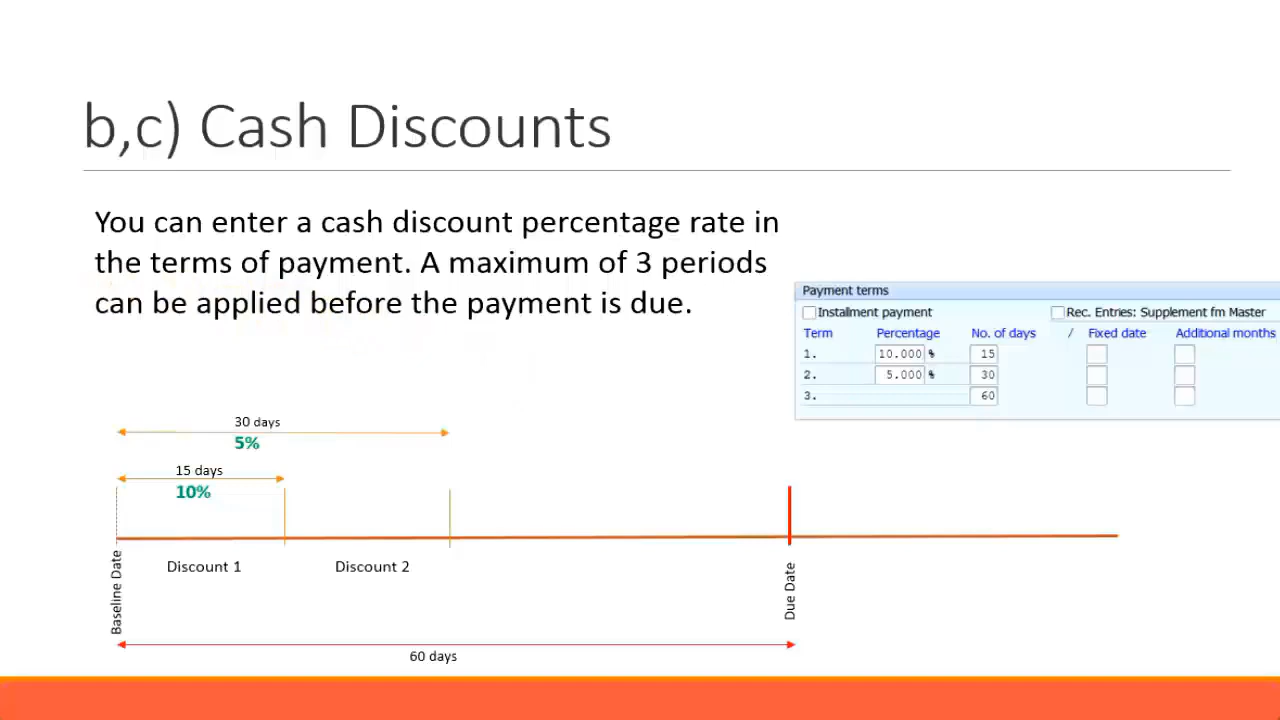 b,c) Cash Discounts
You can enter a cash discount percentage rate in
the terms of payment. A maximum of 3 periods
can be applied before the payment is due.
Payment terms
Installment payment Rec. Entries: Supplement fm Master
Term Percentage No. of days / Fixed date Additional months
1. 10.000 % 15
2. 5.000 % 30
3. 60
30 days
5%
15 days
10%
Baseline Date
Discount 1 Discount 2
Due Date
60 days